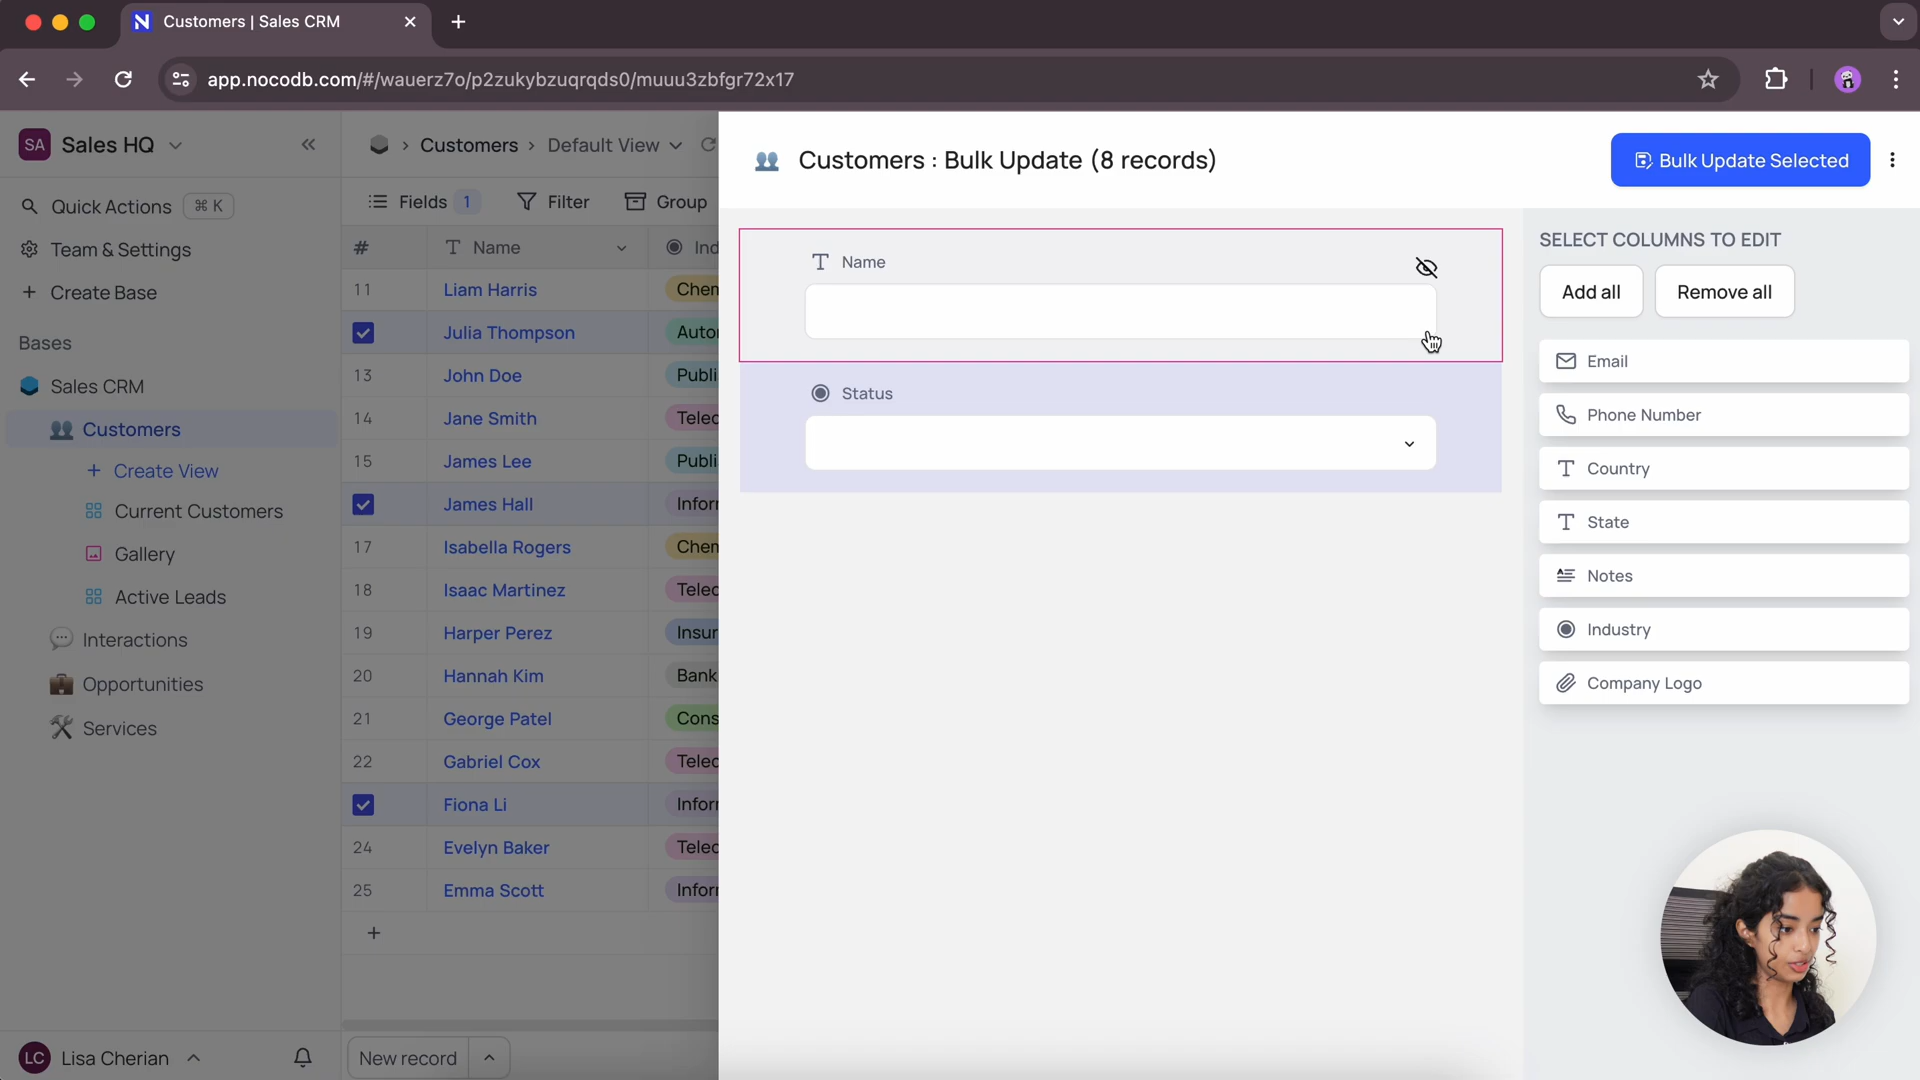 Customers | Sales CRM
app.nocodb.com/#/wauerz7o/p2zukybzuqrqds0/muuu3zbfgr72x17
SA Sales HQ
Quick Actions ⌘ K
Team & Settings
+ Create Base
Bases
Sales CRM
Customers
+ Create View
Current Customers
Gallery
Active Leads
Interactions
Opportunities
Services
LC Lisa Cherian
Customers › Default View
Fields 1 Filter Group
# Name Ind
11 Liam Harris Chem
Julia Thompson Auto
13 John Doe Publi
14 Jane Smith Telec
15 James Lee Publi
James Hall Infor
17 Isabella Rogers Chem
18 Isaac Martinez Telec
19 Harper Perez Insur
20 Hannah Kim Bank
21 George Patel Cons
22 Gabriel Cox Telec
Fiona Li Infor
24 Evelyn Baker Telec
25 Emma Scott Infor
+
New record
Customers : Bulk Update (8 records)
Bulk Update Selected
Name
Status
SELECT COLUMNS TO EDIT
Add all Remove all
Email
Phone Number
Country
State
Notes
Industry
Company Logo